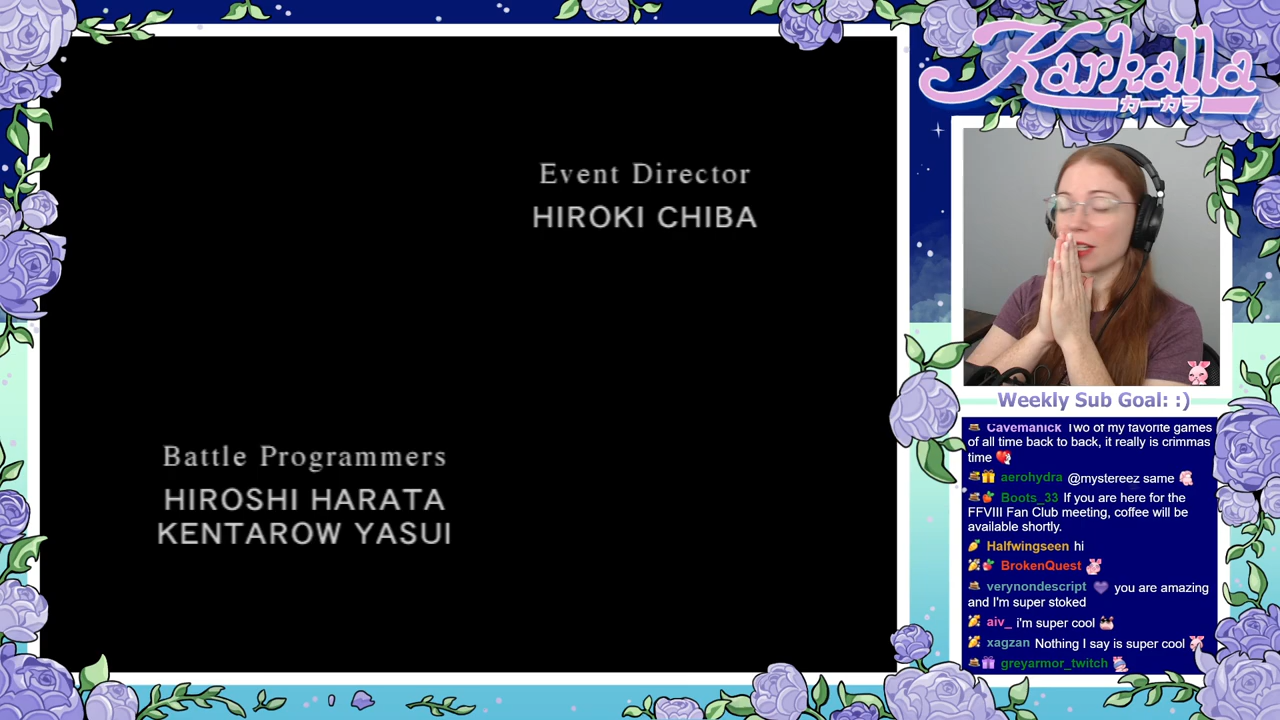 Event Director
HIROKI CHIBA
Battle Programmers
HIROSHI HARATA
KENTAROW YASUI
Karkalla
カーカラ
Weekly Sub Goal: :)
Cavemanick Two of my favorite games
of all time back to back, it really is crimmas
time
aerohydra @mystereez same
Boots_33 If you are here for the
FFVIII Fan Club meeting, coffee will be
available shortly.
Halfwingseen hi
BrokenQuest
verynondescript you are amazing
and I'm super stoked
aiv_ i'm super cool
xagzan Nothing I say is super cool
greyarmor_twitch